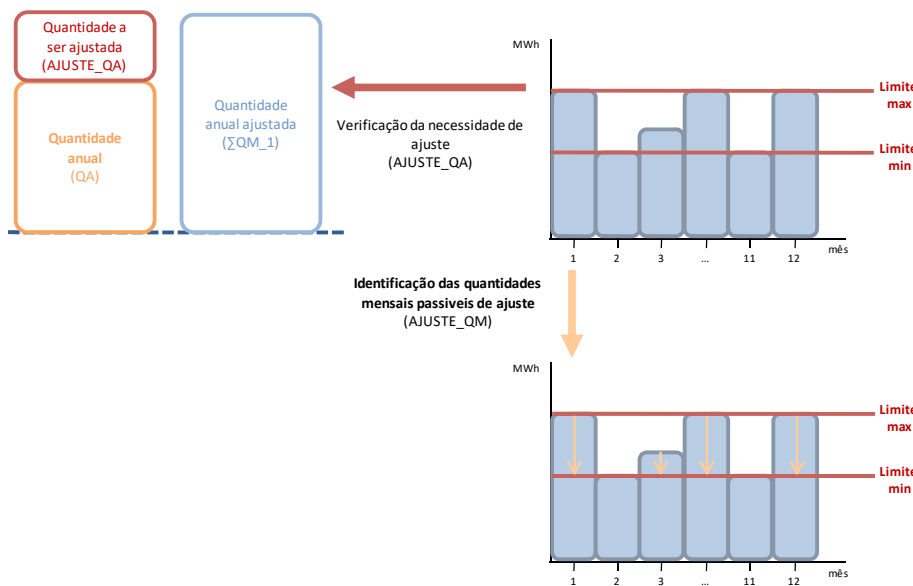 Quantidade a
ser ajustada
(AJUSTE_QA)
Quantidade
anual
(QA)
Quantidade
anual ajustada
(∑QM_1)
Verificação da necessidade de
ajuste
(AJUSTE_QA)
MWh
Limite
max
Limite
min
1 2 3 ... 11 12 mês
Identificação das quantidades
mensais passiveis de ajuste
(AJUSTE_QM)
MWh
Limite
max
Limite
min
1 2 3 ... 11 12 mês